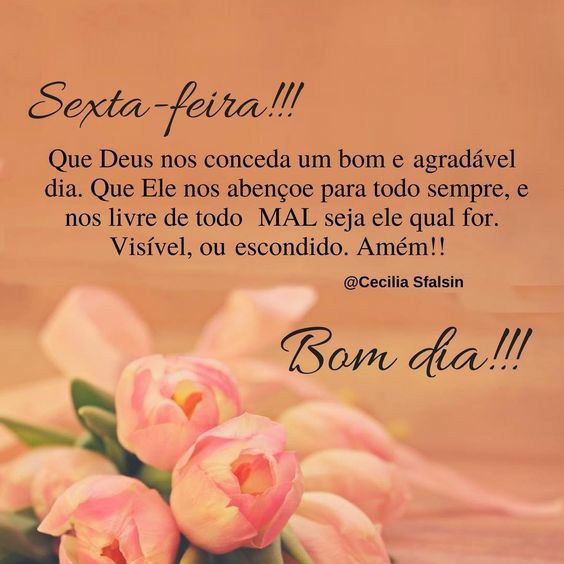 Sexta-feira!!!
Que Deus nos conceda um bom e agradável
dia. Que Ele nos abençoe para todo sempre, e
nos livre de todo MAL seja ele qual for.
Visível, ou escondido. Amém!!
@Cecilia Sfalsin
Bom dia!!!